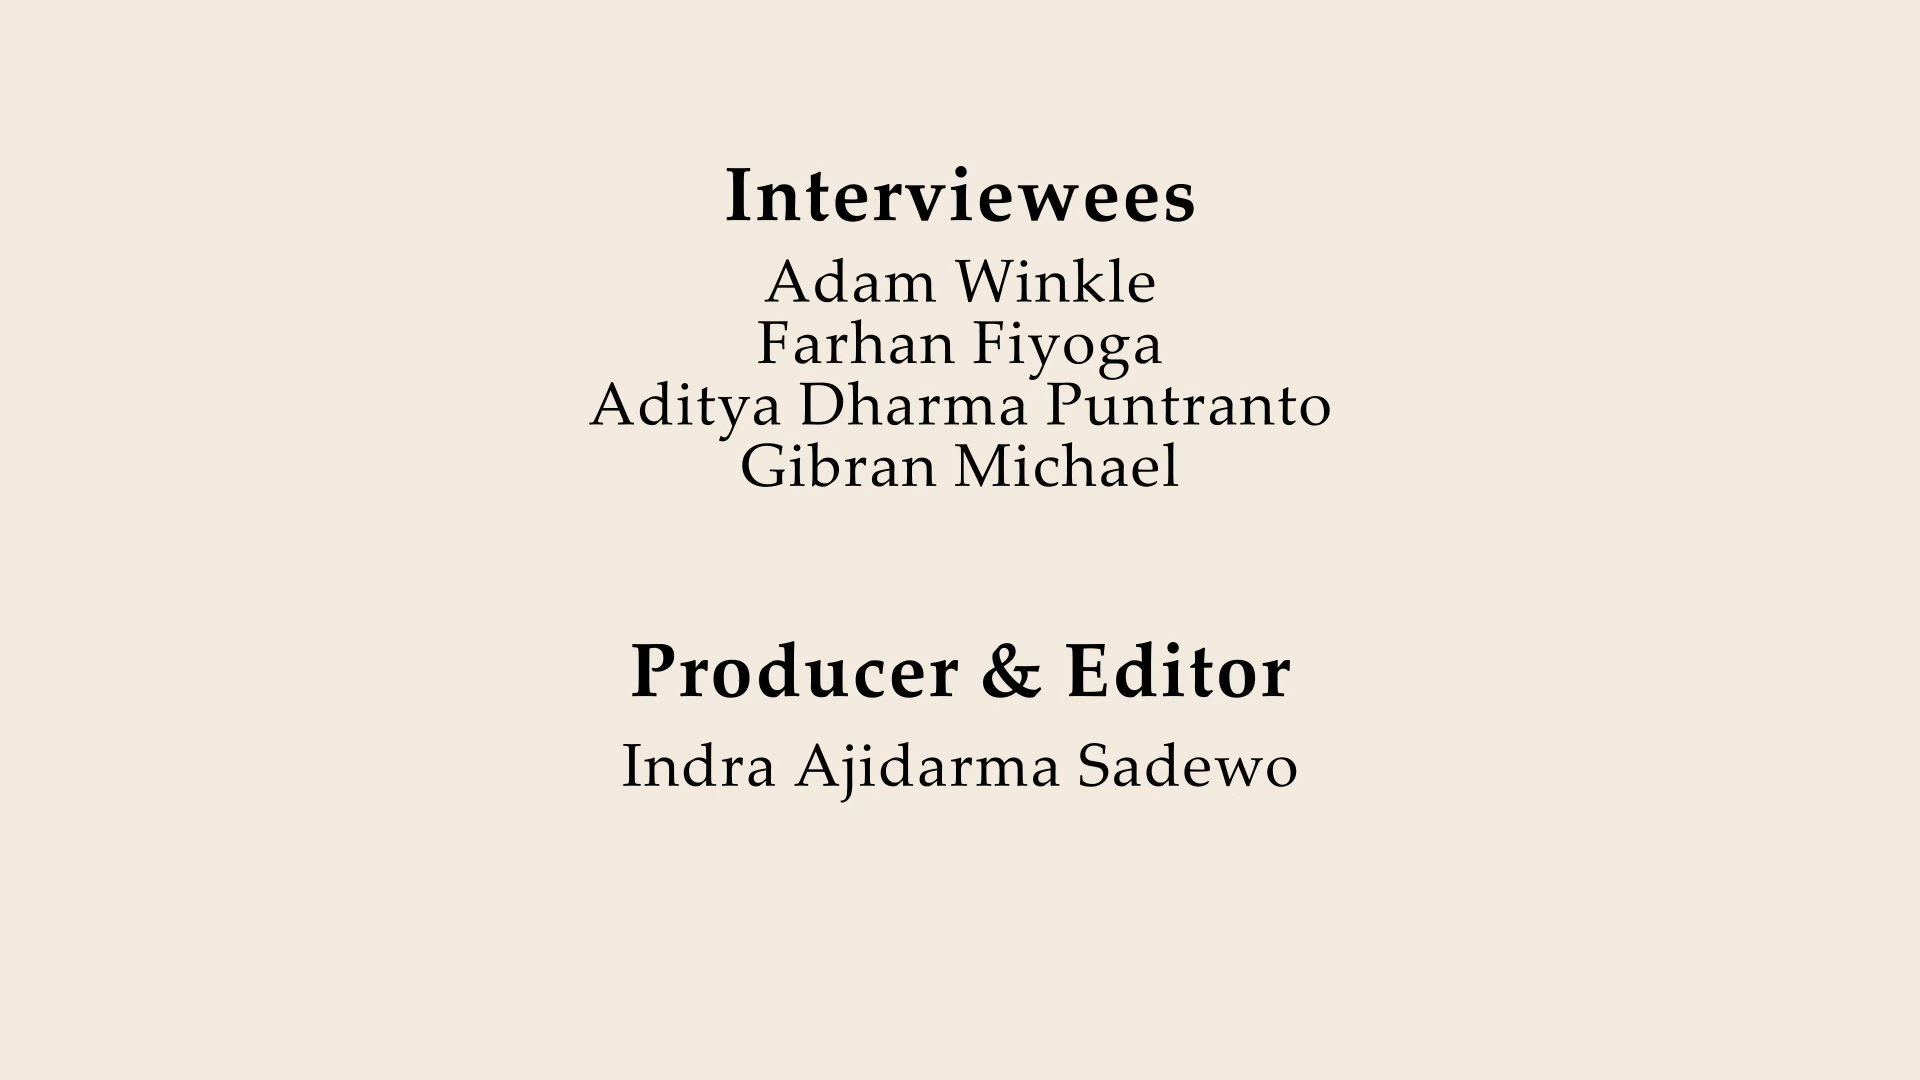 Interviewees
Adam Winkle
Farhan Fiyoga
Aditya Dharma Puntranto
Gibran Michael
Producer & Editor
Indra Ajidarma Sadewo